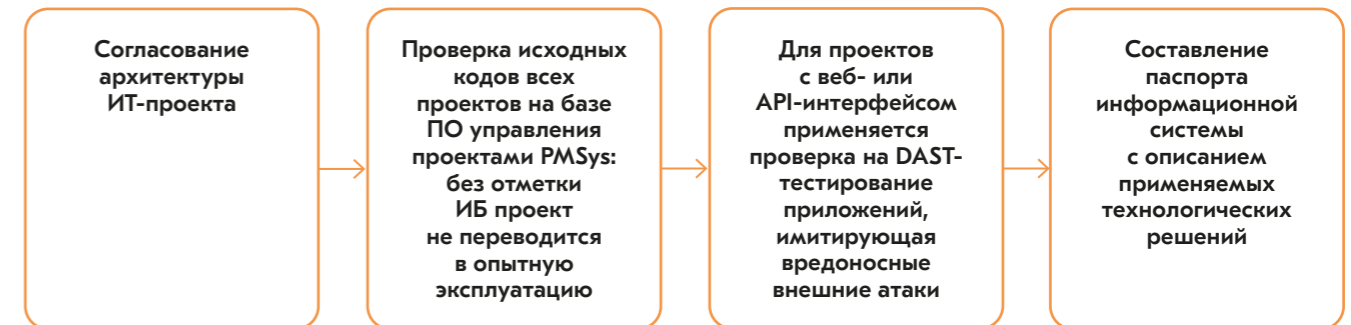 Согласование
архитектуры
ИТ-проекта
Проверка исходных
кодов всех
проектов на базе
ПО управления
проектами PMSys:
без отметки
ИБ проект
не переводится
в опытную
эксплуатацию
Для проектов
с веб- или
API-интерфейсом
применяется
проверка на DAST-
тестирование
приложений,
имитирующая
вредоносные
внешние атаки
Составление
паспорта
информационной
системы
с описанием
применяемых
технологических
решений